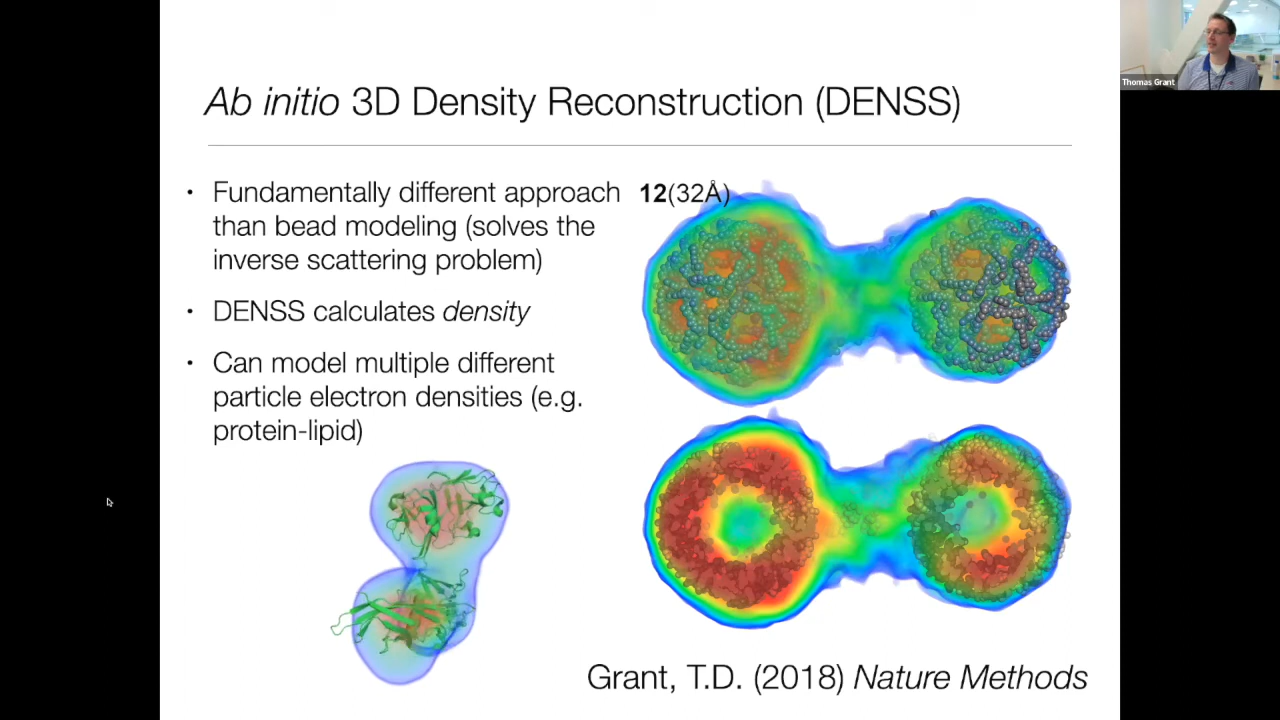 Thomas Grant
Ab initio 3D Density Reconstruction (DENSS)
• Fundamentally different approach
than bead modeling (solves the
inverse scattering problem)
• DENSS calculates density
• Can model multiple different
particle electron densities (e.g.
protein-lipid)
12(32Å)
Grant, T.D. (2018) Nature Methods